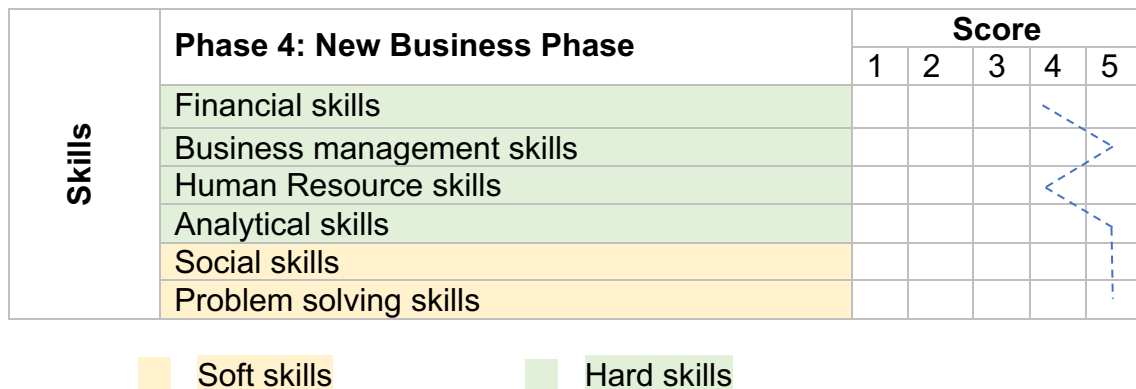 Skills
Phase 4: New Business Phase
Score
1 2 3 4 5
Financial skills
Business management skills
Human Resource skills
Analytical skills
Social skills
Problem solving skills
Soft skills Hard skills